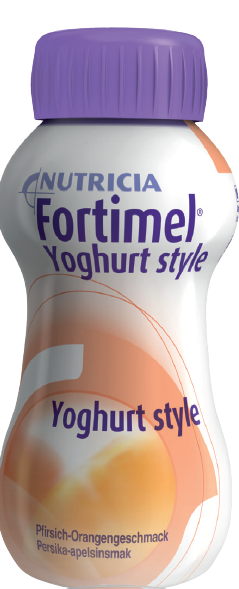 NUTRICIA
Fortimel®
Yoghurt style
Yoghurt style
Pfirsich-Orangengeschmack
Persika-apelsinsmak